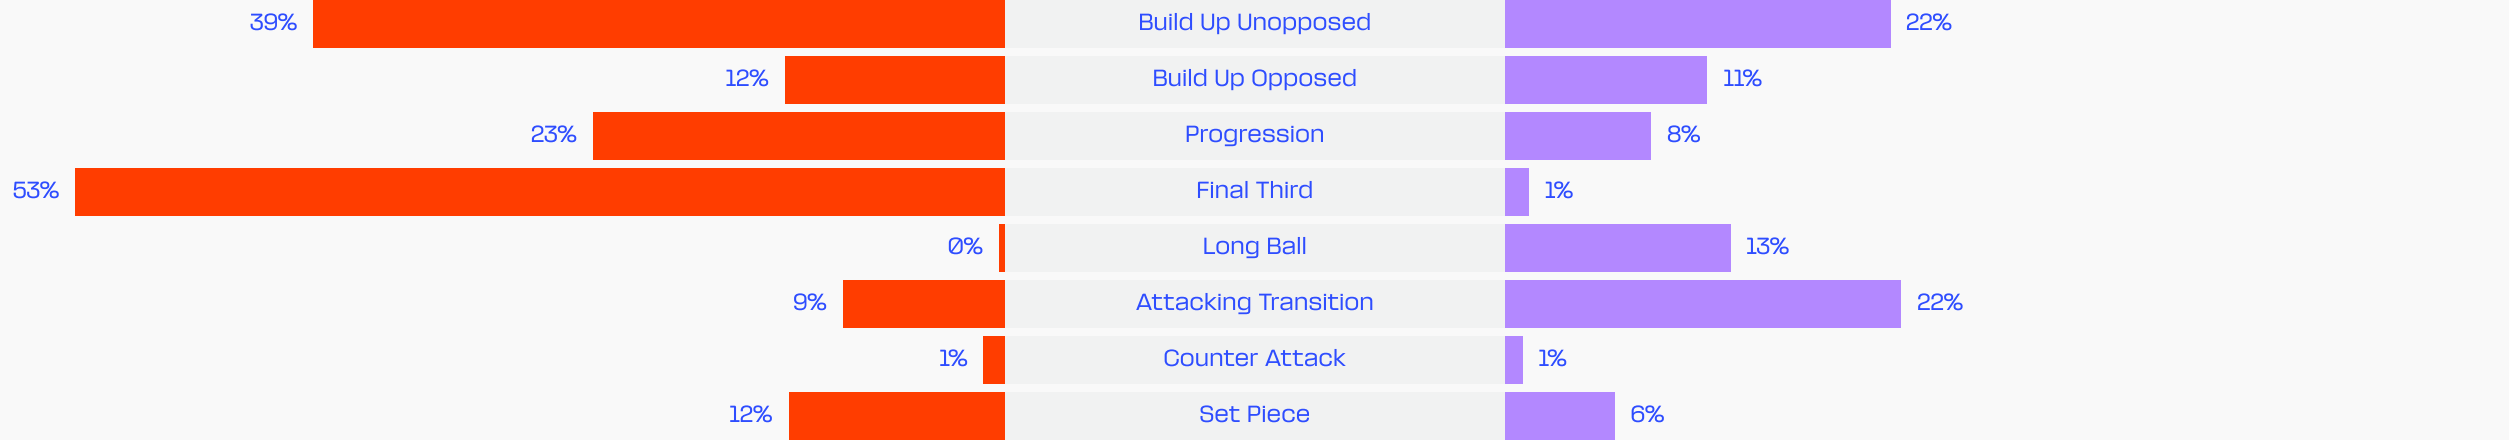 39% Build Up Unopposed 22%
12% Build Up Opposed 11%
23% Progression 8%
53% Final Third 1%
0% Long Ball 13%
9% Attacking Transition 22%
1% Counter Attack 1%
12% Set Piece 6%